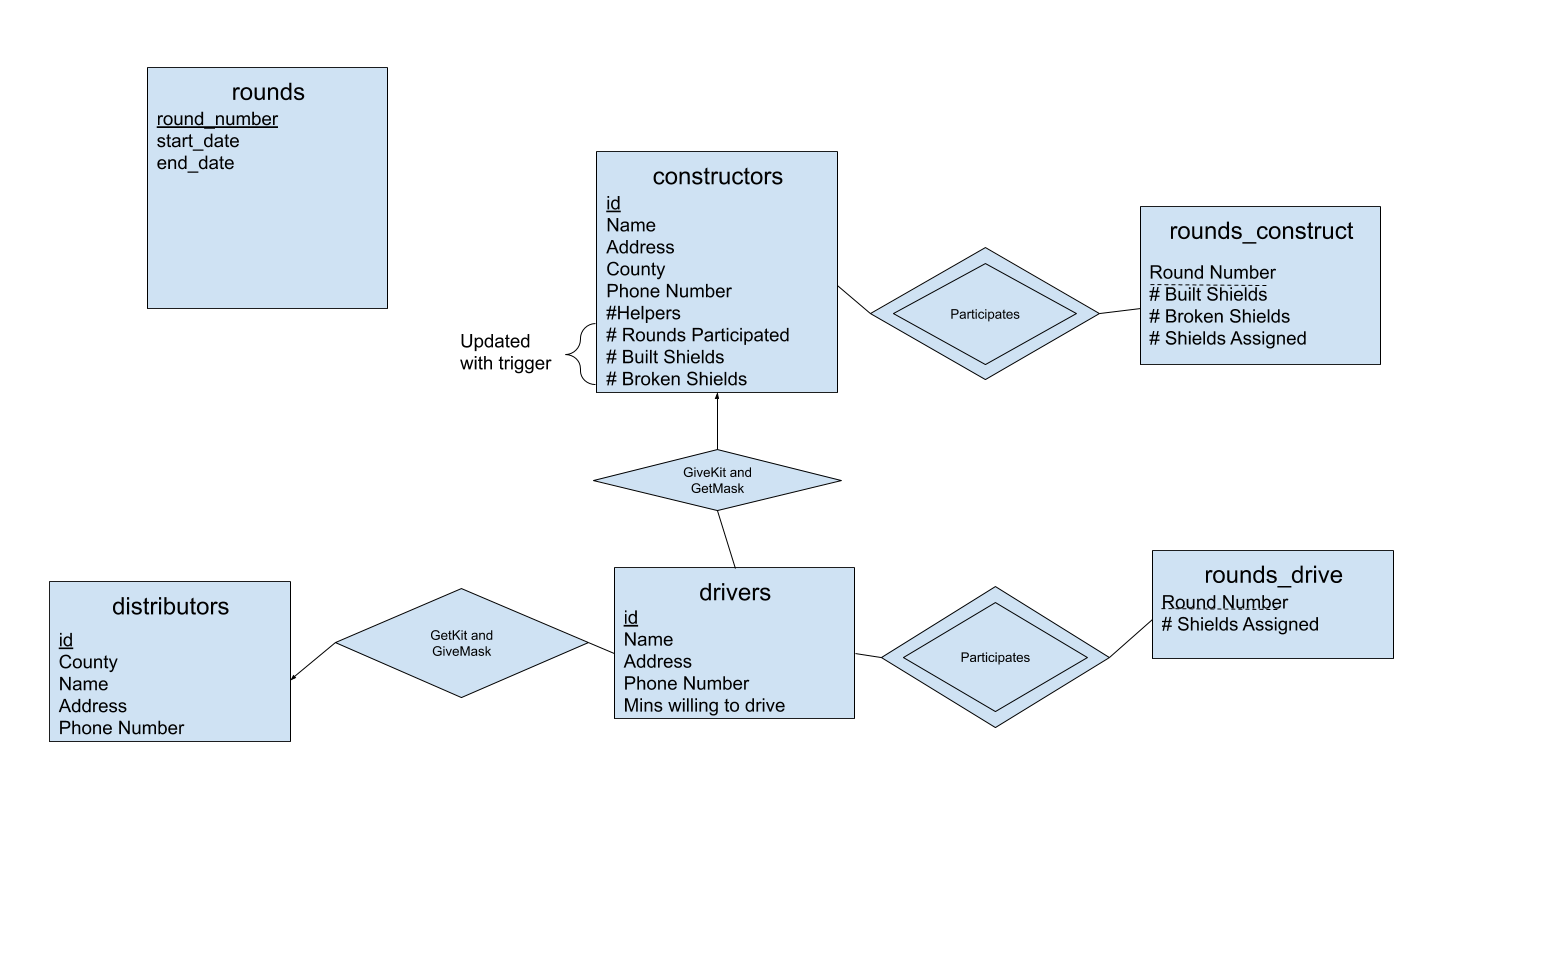 rounds
round_number
start_date
end_date
constructors
id
Name
Address
County
Phone Number
#Helpers
# Rounds Participated
# Built Shields
# Broken Shields
Updated
with trigger
Participates
rounds_construct
Round Number
# Built Shields
# Broken Shields
# Shields Assigned
GiveKit and
GetMask
distributors
id
County
Name
Address
Phone Number
GetKit and
GiveMask
drivers
id
Name
Address
Phone Number
Mins willing to drive
Participates
rounds_drive
Round Number
# Shields Assigned